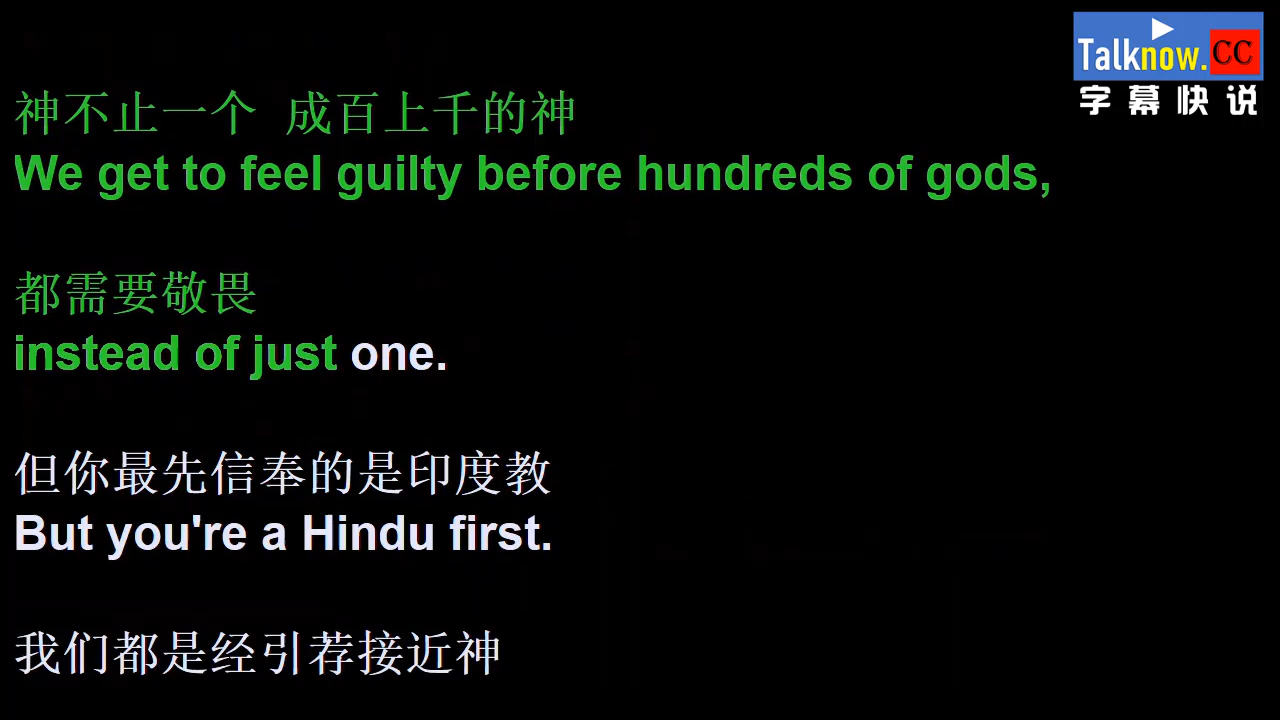 Talknow.CC
字幕快说
神不止一个 成百上千的神
We get to feel guilty before hundreds of gods,
都需要敬畏
instead of just one.
但你最先信奉的是印度教
But you're a Hindu first.
我们都是经引荐接近神